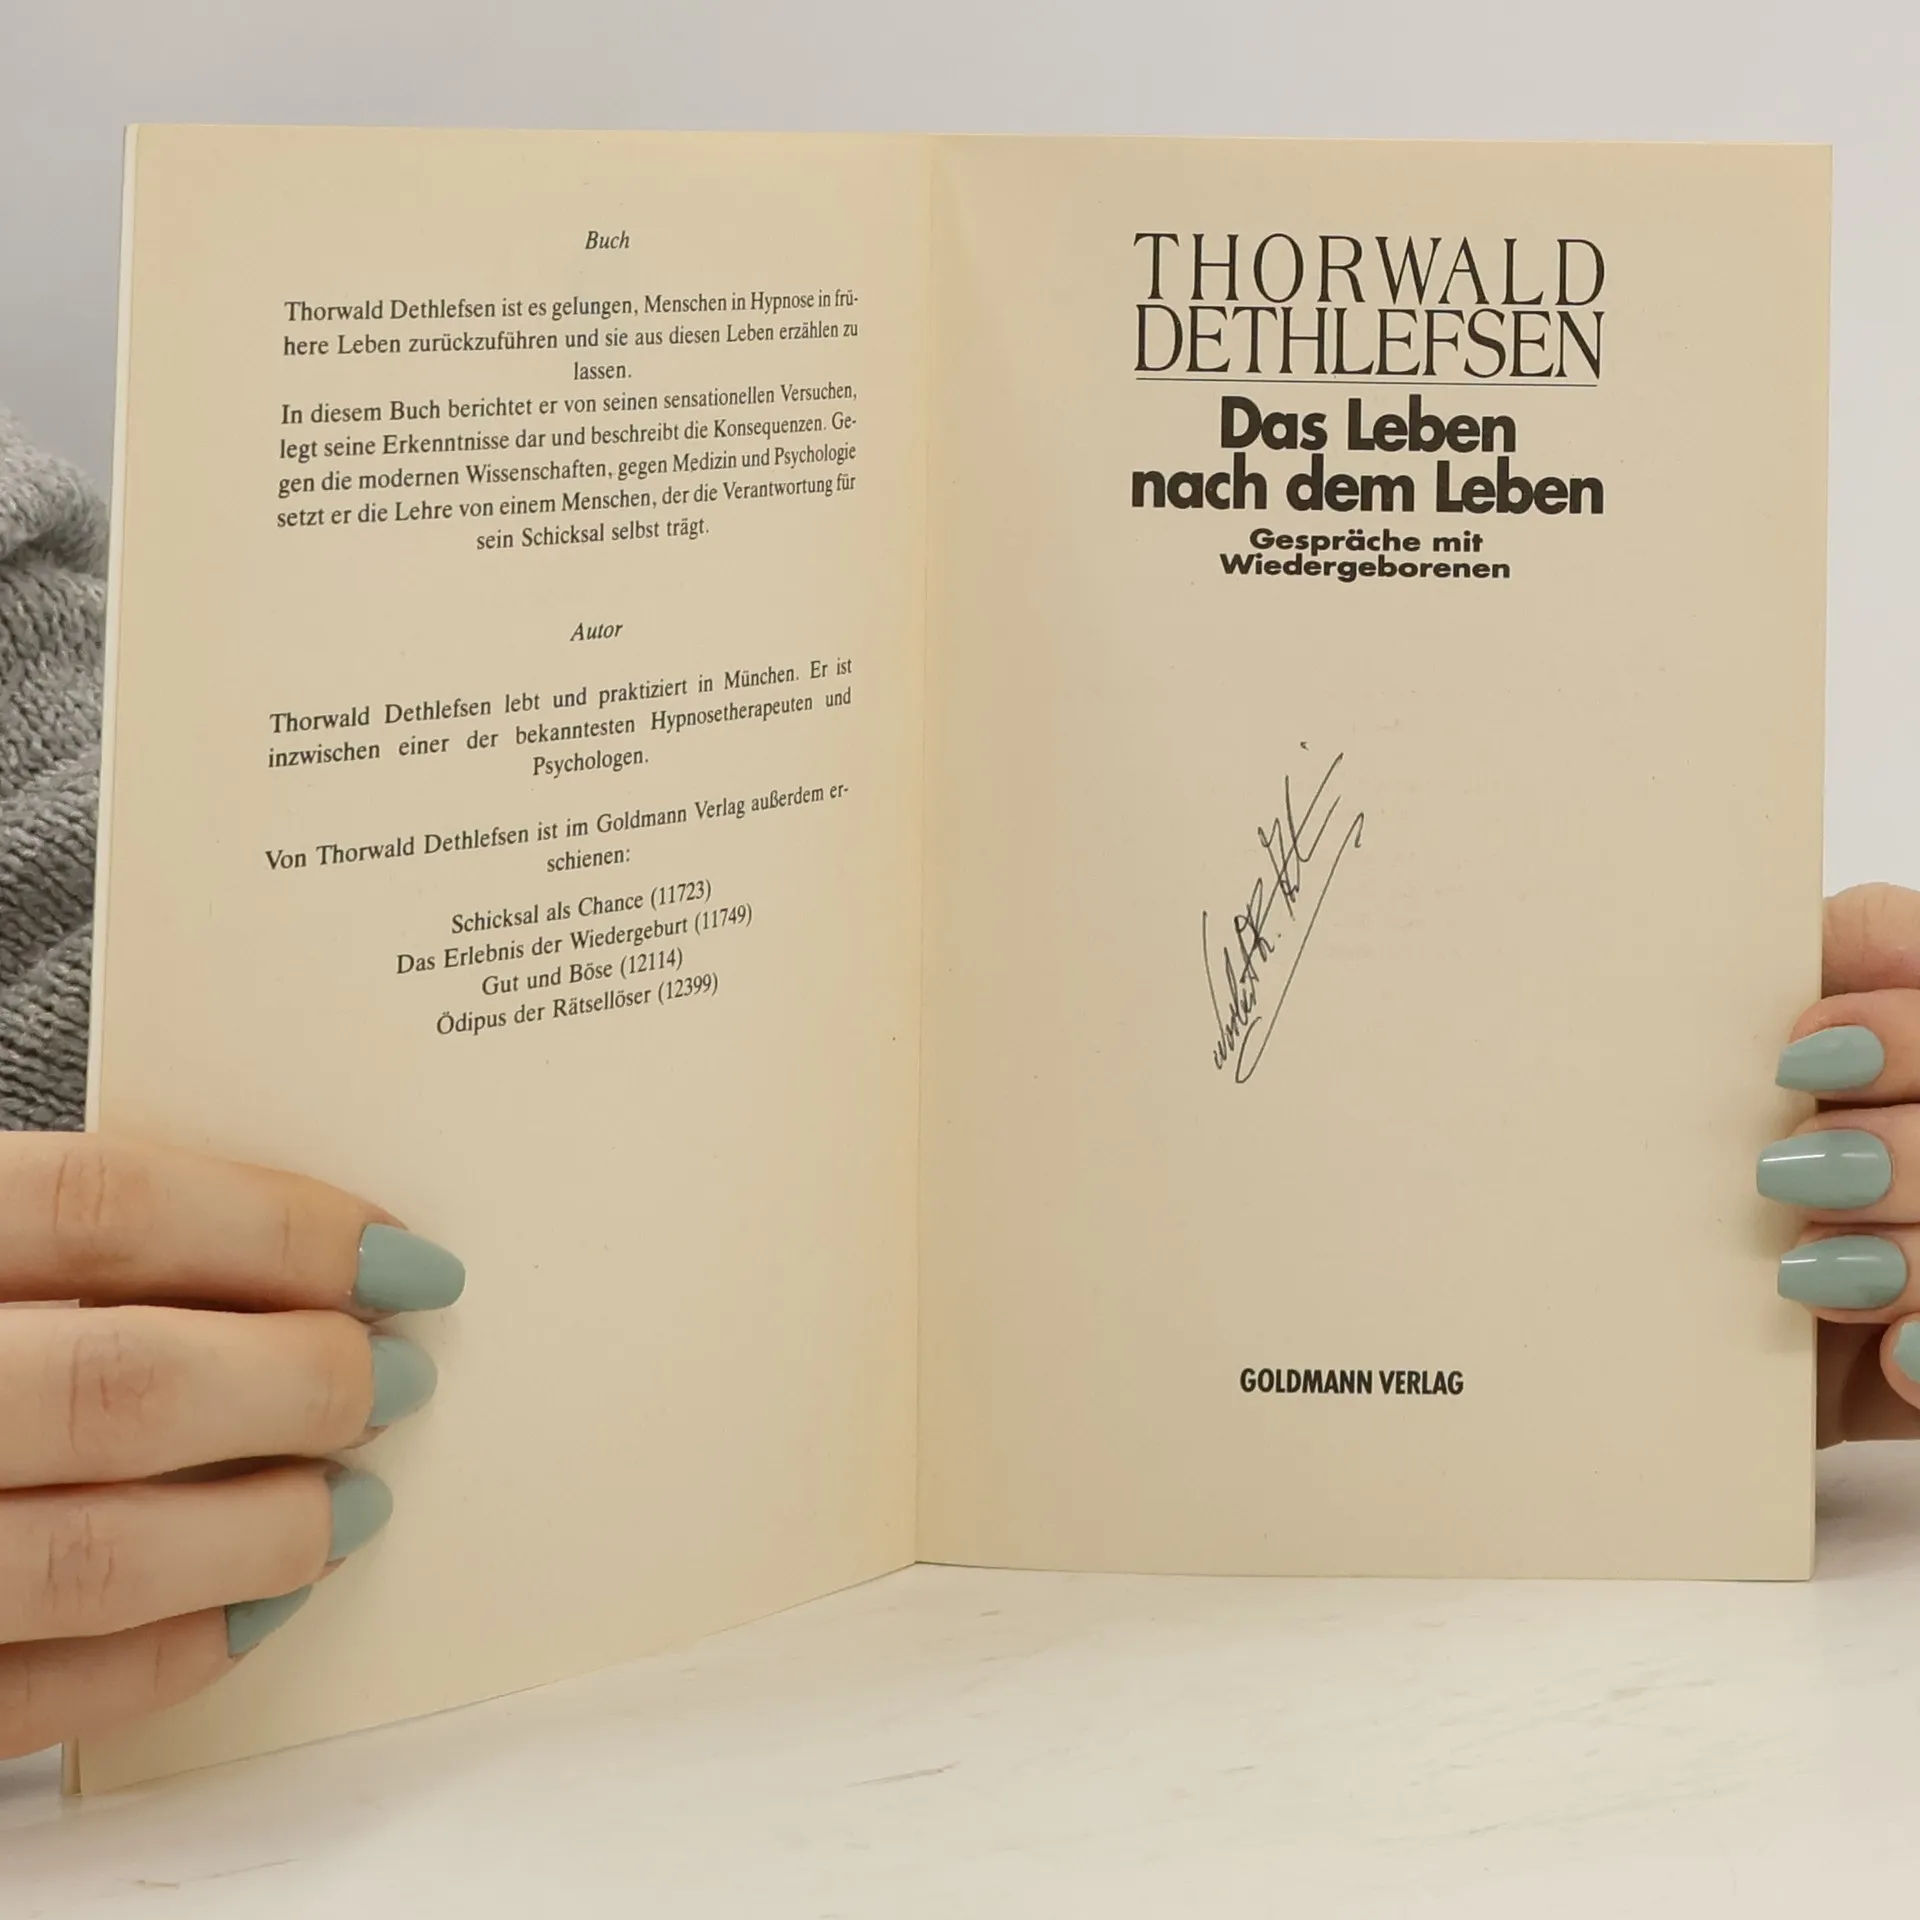 Buch
Thorwald Dethlefsen ist es gelungen, Menschen in Hypnose in frü-
here Leben zurückzuführen und sie aus diesen Leben erzählen zu
lassen.
In diesem Buch berichtet er von seinen sensationellen Versuchen,
legt seine Erkenntnisse dar und beschreibt die Konsequenzen. Ge-
gen die modernen Wissenschaften, gegen Medizin und Psychologie
setzt er die Lehre von einem Menschen, der die Verantwortung für
sein Schicksal selbst trägt.
Autor
Thorwald Dethlefsen lebt und praktiziert in München. Er ist
inzwischen einer der bekanntesten Hypnosetherapeuten und
Psychologen.
Von Thorwald Dethlefsen ist im Goldmann Verlag außerdem er-
schienen:
Schicksal als Chance (11723)
Das Erlebnis der Wiedergeburt (11749)
Gut und Böse (12114)
Ödipus der Rätsellöser (12399)
THORWALD
DETHLEFSEN
Das Leben
nach dem Leben
Gespräche mit
Wiedergeborenen
GOLDMANN VERLAG